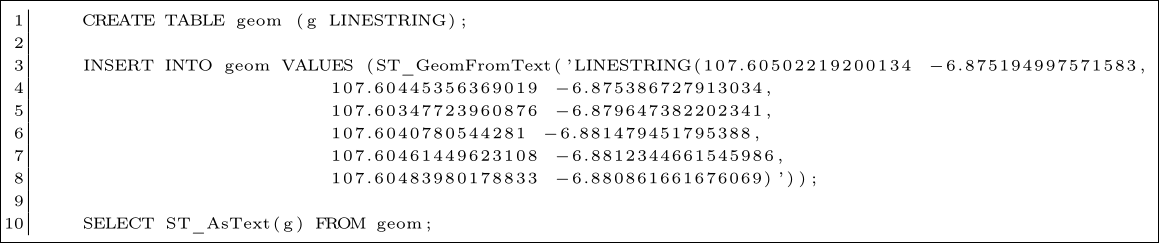 1 CREATE TABLE geom (g LINESTRING);
2
3 INSERT INTO geom VALUES (ST_GeomFromText('LINESTRING(107.60502219200134 -6.875194997571583,
4 107.60445356369019 -6.875386727913034,
5 107.60347723960876 -6.879647382202341,
6 107.6040780544281 -6.881479451795388,
7 107.60461449623108 -6.8812344661545986,
8 107.60483980178833 -6.880861661676069)'));
9
10 SELECT ST_AsText(g) FROM geom;